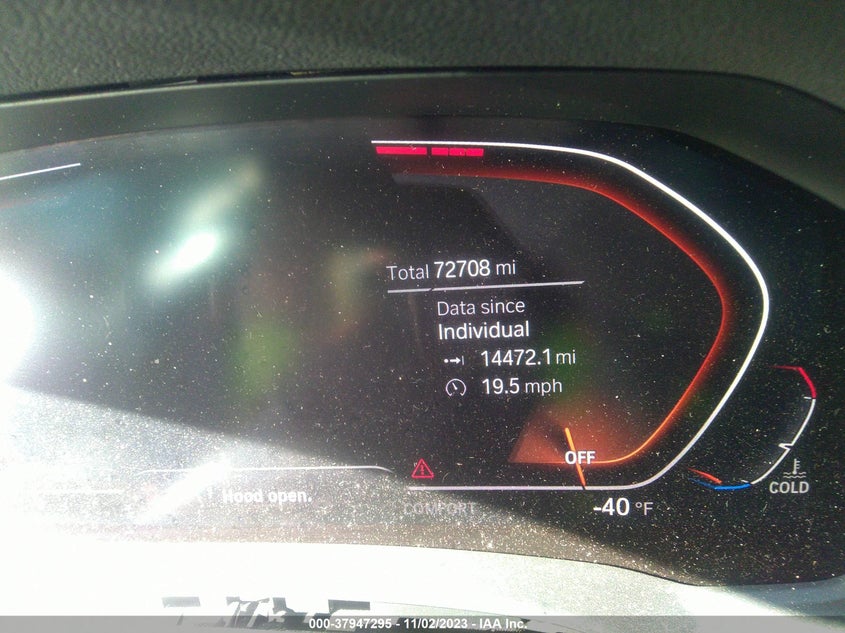 Total 72708 mi
Data since
Individual
14472.1 mi
19.5 mph
OFF
Hood open.
COMFORT
-40 °F
COLD
000-37947295 - 11/02/2023 - IAA Inc.